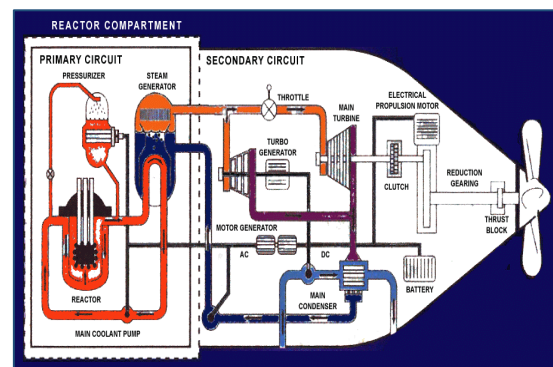 REACTOR COMPARTMENT
PRIMARY CIRCUIT
SECONDARY CIRCUIT
PRESSURIZER
STEAM
GENERATOR
THROTTLE
MAIN
TURBINE
ELECTRICAL
PROPULSION MOTOR
TURBO
GENERATOR
CLUTCH
REDUCTION
GEARING
THRUST
BLOCK
MOTOR GENERATOR
AC
DC
BATTERY
MAIN
CONDENSER
REACTOR
MAIN COOLANT PUMP